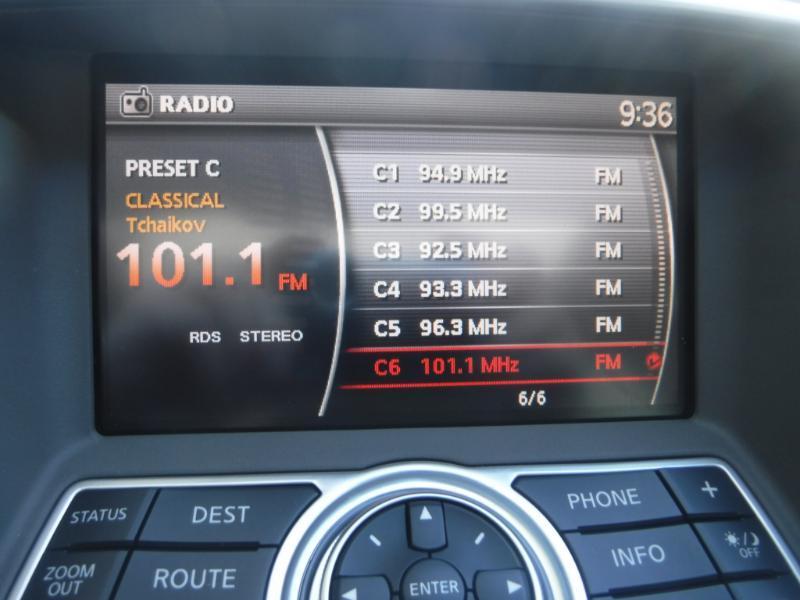 RADIO
9:36
PRESET C
CLASSICAL
Tchaikov
101.1 FM
RDS STEREO
C1 94.9 MHz FM
C2 99.5 MHz FM
C3 92.5 MHz FM
C4 93.3 MHz FM
C5 96.3 MHz FM
C6 101.1 MHz FM
6/6
STATUS
DEST
ZOOM
OUT
ROUTE
ENTER
PHONE
+
INFO
OFF